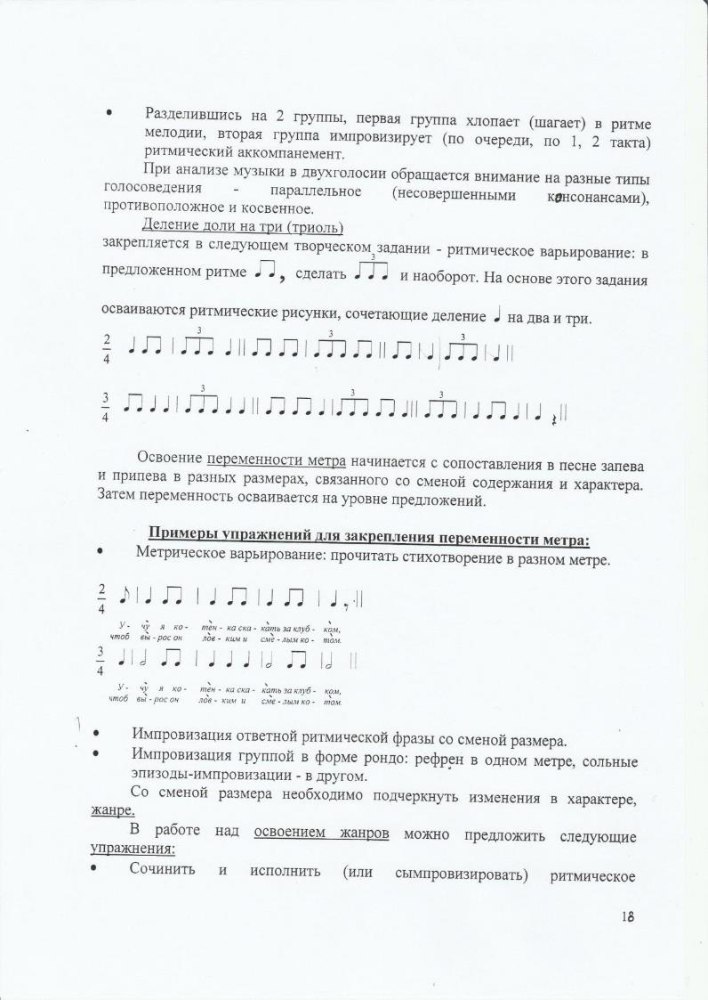 • Разделившись на 2 группы, первая группа хлопает (шагает) в ритме
мелодии, вторая группа импровизирует (по очереди, по 1, 2 такта)
ритмический аккомпанемент.
При анализе музыки в двухголосии обращается внимание на разные типы
голосоведения - параллельное (несовершенными консонансами),
противоположное и косвенное.
Деление доли на три (триоль)
закрепляется в следующем творческом задании - ритмическое варьирование: в
3
предложенном ритме , сделать и наоборот. На основе этого задания
осваиваются ритмические рисунки, сочетающие деление на два и три.
3 3 3
2
4
3 3 3
3
4
Освоение переменности метра начинается с сопоставления в песне запева
и припева в разных размерах, связанного со сменой содержания и характера.
Затем переменность осваивается на уровне предложений.
Примеры упражнений для закрепления переменности метра:
• Метрическое варьирование: прочитать стихотворение в разном метре.
2
4
У - чу я ко - тён - ка ска - кать за клуб - ком,
чтоб вы - рос он лов - ким и сме - лым ко - том.
3
4
У - чу я ко - тён - ка ска - кать за клуб - ком,
чтоб вы - рос он лов - ким и сме - лым ко - том.
• Импровизация ответной ритмической фразы со сменой размера.
• Импровизация группой в форме рондо: рефрен в одном метре, сольные
эпизоды-импровизации - в другом.
Со сменой размера необходимо подчеркнуть изменения в характере,
жанре.
В работе над освоением жанров можно предложить следующие
упражнения:
• Сочинить и исполнить (или сымпровизировать) ритмическое
18